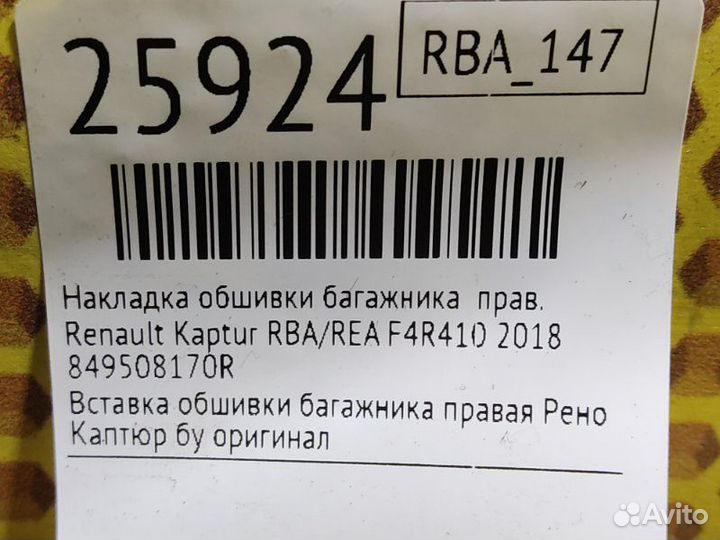 25924
RBA_147
Накладка обшивки багажника прав.
Renault Kaptur RBA/REA F4R410 2018
849508170R
Вставка обшивки багажника правая Рено
Каптюр бу оригинал
Avito